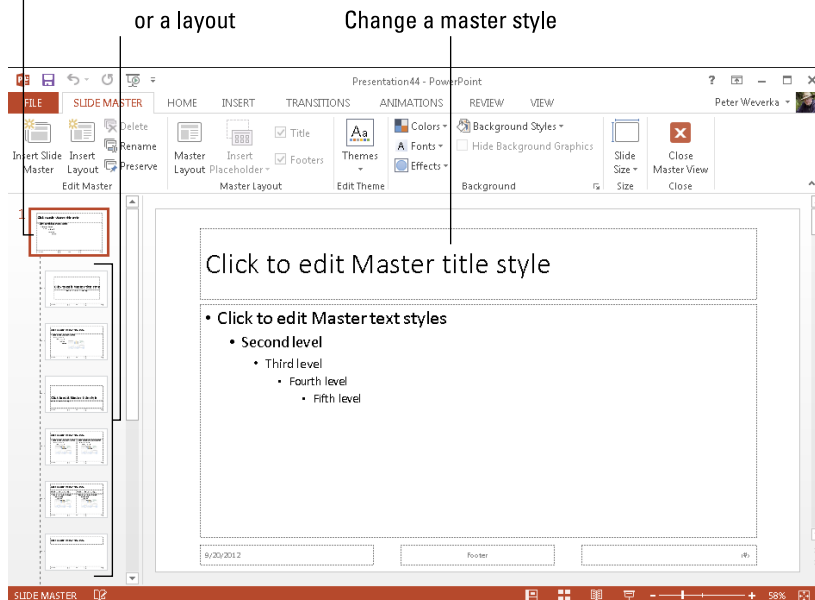 or a layout
Change a master style
Presentation44 - PowerPoint
FILE SLIDE MASTER HOME INSERT TRANSITIONS ANIMATIONS REVIEW VIEW Peter Weverka
Insert Slide Master
Insert Layout
Delete
Rename
Preserve
Edit Master
Master Layout
Insert Placeholder
Title
Footers
Master Layout
Aa
Themes
Edit Theme
Colors
A Fonts
Effects
Background Styles
Hide Background Graphics
Background
Slide Size
Size
Close Master View
Close
1
Click to edit Master title style
• Click to edit Master text styles
• Second level
• Third level
• Fourth level
• Fifth level
9/20/2012
Footer
‹#›
SLIDE MASTER
58%